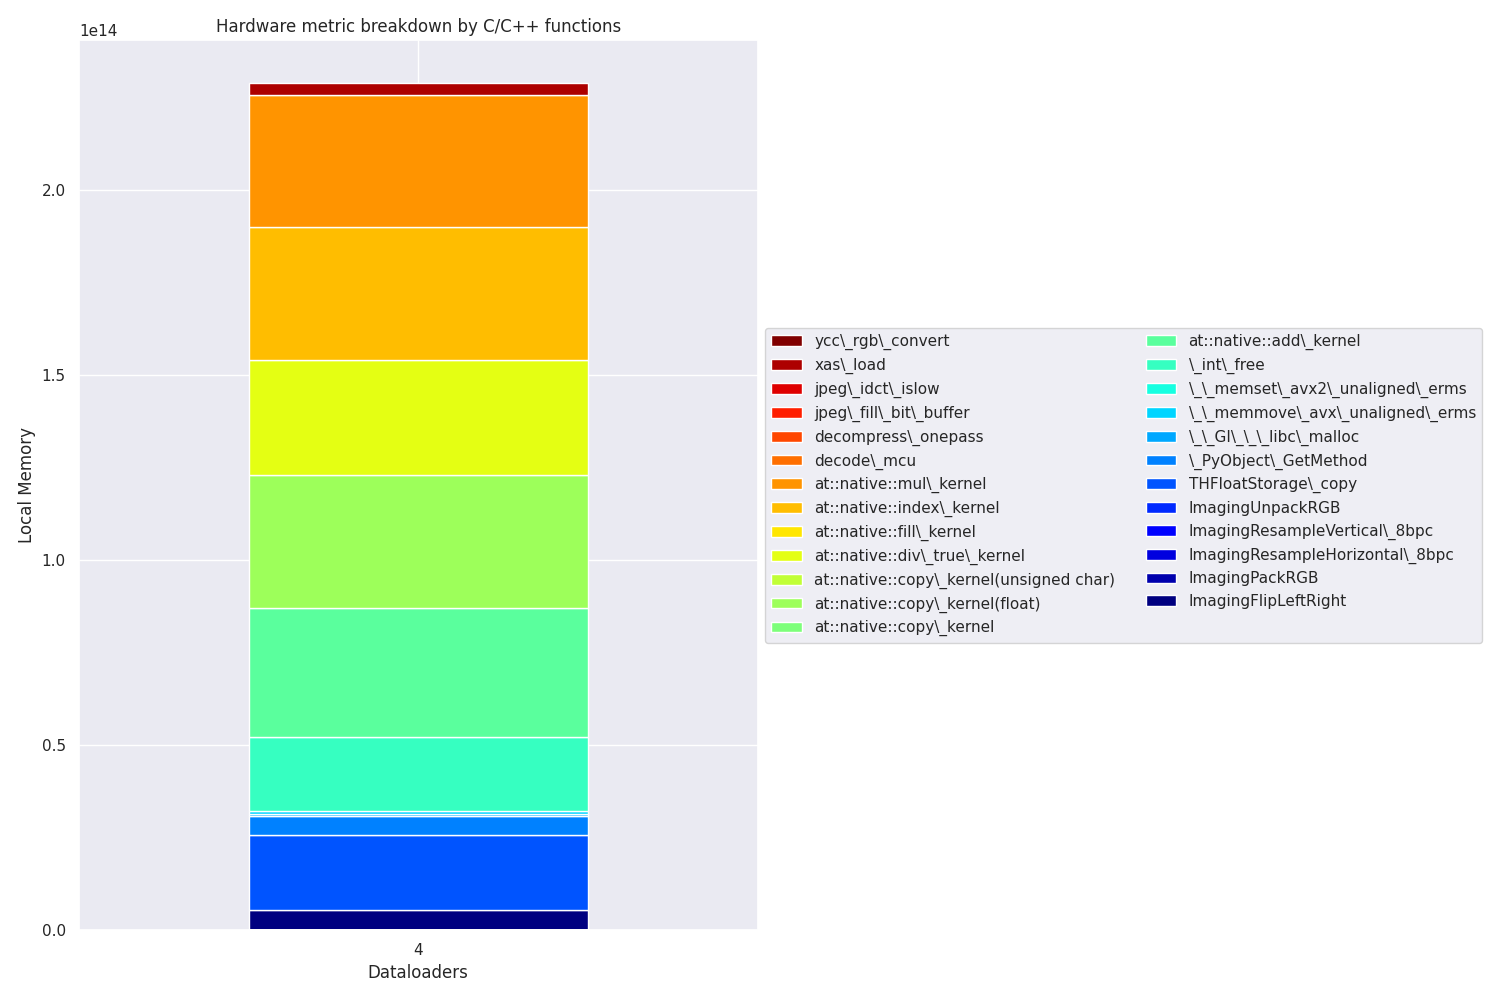 Hardware metric breakdown by C/C++ functions
1e14
2.0
1.5
1.0
0.5
0.0
Local Memory
4
Dataloaders
ycc\_rgb\_convert
xas\_load
jpeg\_idct\_islow
jpeg\_fill\_bit\_buffer
decompress\_onepass
decode\_mcu
at::native::mul\_kernel
at::native::index\_kernel
at::native::fill\_kernel
at::native::div\_true\_kernel
at::native::copy\_kernel(unsigned char)
at::native::copy\_kernel(float)
at::native::copy\_kernel
at::native::add\_kernel
\_int\_free
\_\_memset\_avx2\_unaligned\_erms
\_\_memmove\_avx\_unaligned\_erms
\_\_GI\_\_\_libc\_malloc
\_PyObject\_GetMethod
THFloatStorage\_copy
ImagingUnpackRGB
ImagingResampleVertical\_8bpc
ImagingResampleHorizontal\_8bpc
ImagingPackRGB
ImagingFlipLeftRight